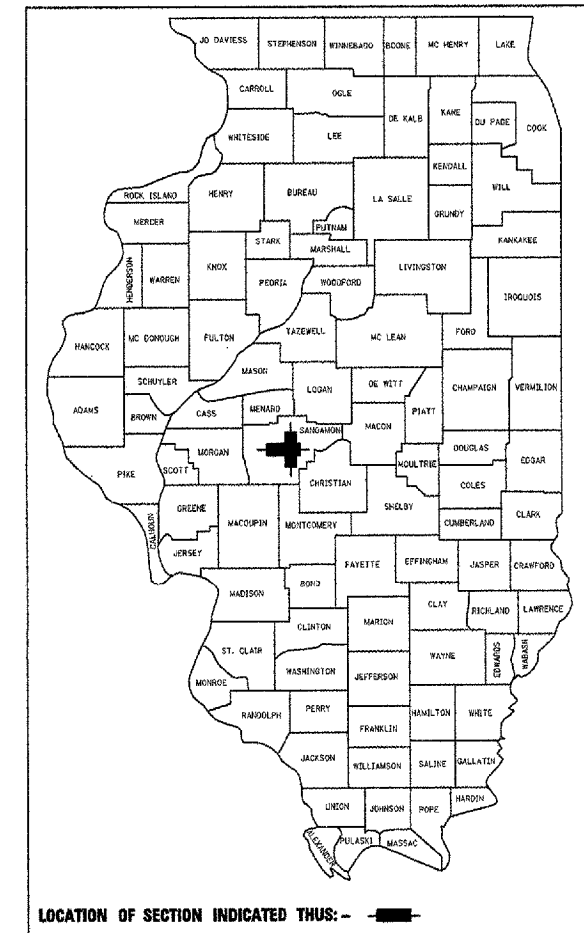 JO DAVIESS STEPHENSON WINNEBAGO BOONE MC HENRY LAKE
CARROLL OGLE DE KALB KANE DU PAGE COOK
WHITESIDE LEE
KENDALL WILL
ROCK ISLAND HENRY BUREAU LA SALLE GRUNDY
MERCER PUTNAM KANKAKEE
STARK MARSHALL
HENDERSON WARREN KNOX PEORIA WOODFORD LIVINGSTON IROQUOIS
HANCOCK MC DONOUGH FULTON TAZEWELL MC LEAN FORD
MASON
SCHUYLER LOGAN DE WITT CHAMPAIGN VERMILION
ADAMS BROWN CASS MENARD PIATT
SANGAMON MACON
PIKE SCOTT MORGAN MOULTRIE DOUGLAS EDGAR
CHRISTIAN COLES
GREENE MACOUPIN MONTGOMERY SHELBY CLARK
CALHOUN JERSEY CUMBERLAND
FAYETTE EFFINGHAM JASPER CRAWFORD
MADISON BOND CLAY
RICHLAND LAWRENCE
CLINTON MARION
ST. CLAIR WAYNE EDWARDS WABASH
MONROE WASHINGTON JEFFERSON
RANDOLPH PERRY HAMILTON WHITE
FRANKLIN
JACKSON WILLIAMSON SALINE GALLATIN
UNION JOHNSON POPE HARDIN
ALEXANDER PULASKI MASSAC
LOCATION OF SECTION INDICATED THUS: -